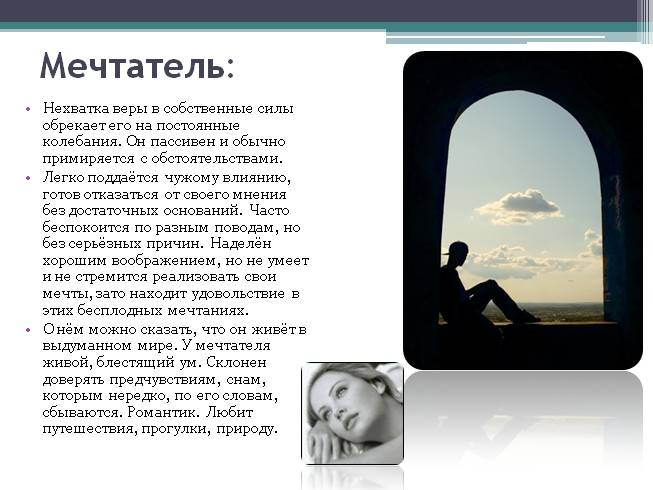 Мечтатель:
• Нехватка веры в собственные силы
обрекает его на постоянные
колебания. Он пассивен и обычно
примиряется с обстоятельствами.
• Легко поддаётся чужому влиянию,
готов отказаться от своего мнения
без достаточных оснований. Часто
беспокоится по разным поводам, но
без серьёзных причин. Наделён
хорошим воображением, но не умеет
и не стремится реализовать свои
мечты, зато находит удовольствие в
этих бесплодных мечтаниях.
• О нём можно сказать, что он живёт в
выдуманном мире. У мечтателя
живой, блестящий ум. Склонен
доверять предчувствиям, снам,
которым нередко, по его словам,
сбываются. Романтик. Любит
путешествия, прогулки, природу.